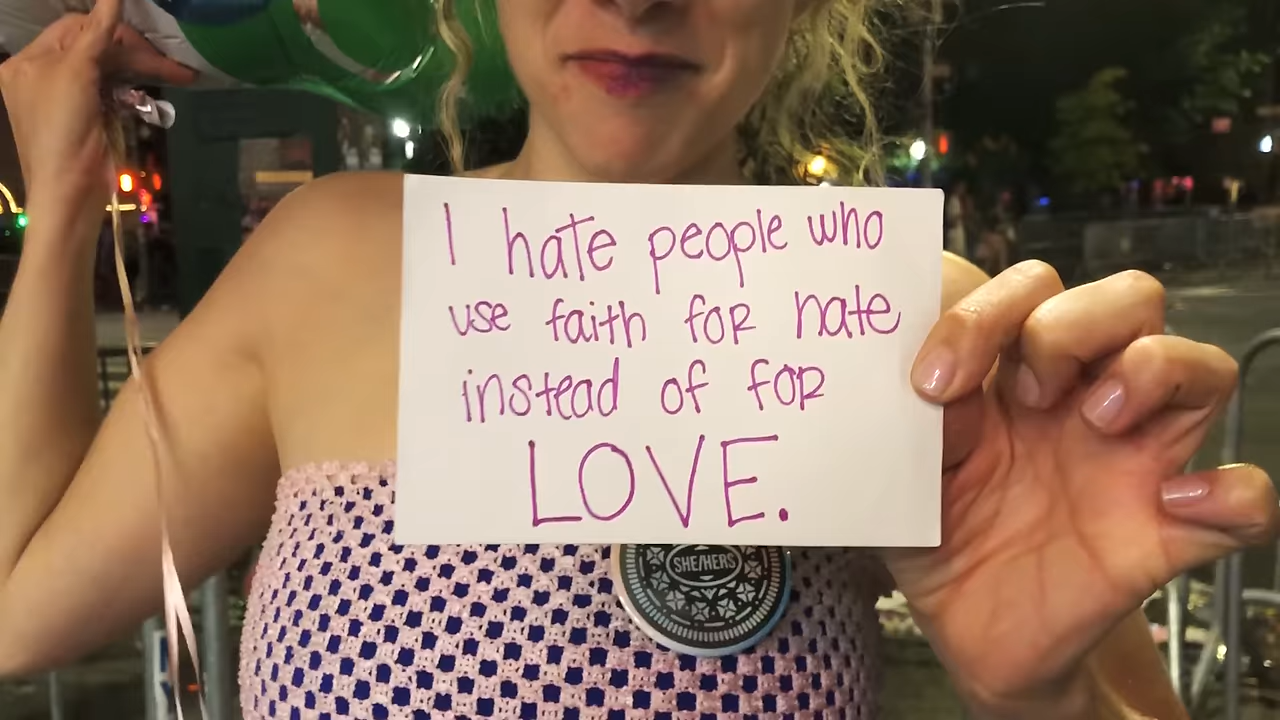 I hate people who
use faith for hate
instead of for
LOVE.
SHE/HERS